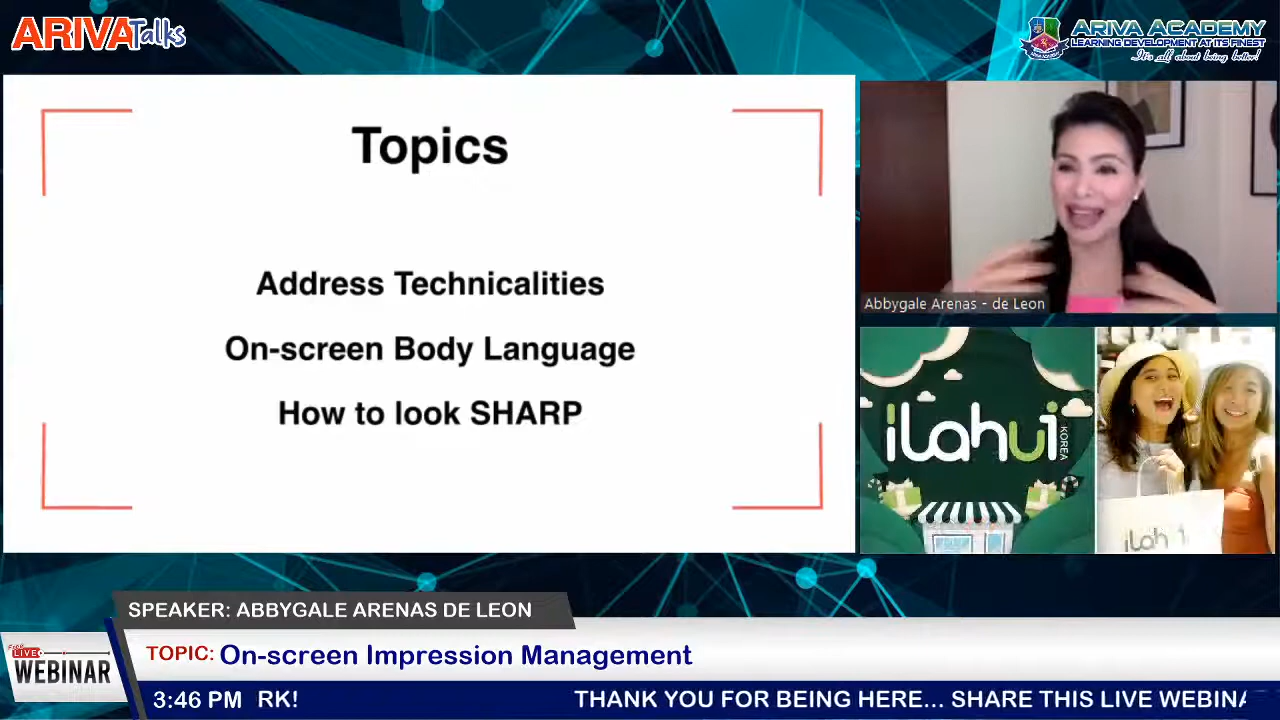 ARIVATalks
ARIVA ACADEMY
LEARNING DEVELOPMENT AT ITS FINEST
It's all about being better!
Topics
Address Technicalities
On-screen Body Language
How to look SHARP
Abbygale Arenas - de Leon
ilahui KOREA
ilahui
SPEAKER: ABBYGALE ARENAS DE LEON
FREE LIVE
WEBINAR
TOPIC: On-screen Impression Management
3:46 PM RK! THANK YOU FOR BEING HERE... SHARE THIS LIVE WEBINA